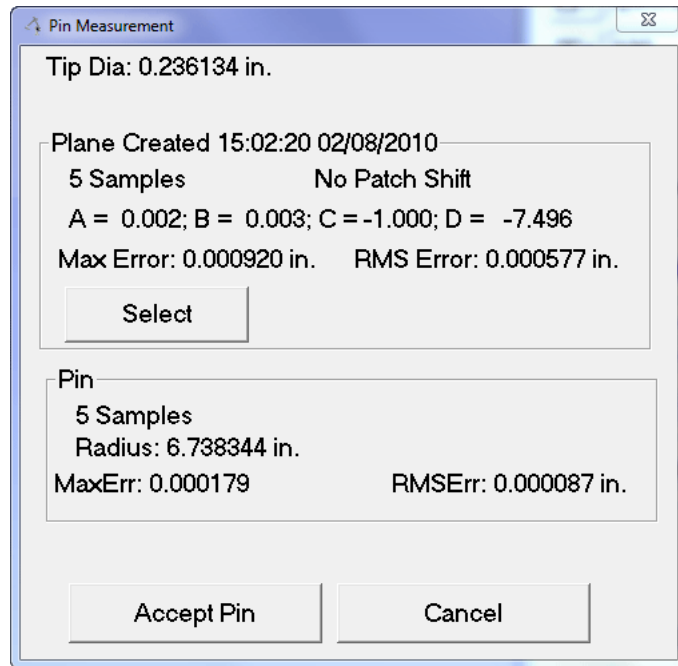 Pin Measurement
Tip Dia: 0.236134 in.
Plane Created 15:02:20 02/08/2010
5 Samples No Patch Shift
A = 0.002; B = 0.003; C = -1.000; D = -7.496
Max Error: 0.000920 in. RMS Error: 0.000577 in.
Select
Pin
5 Samples
Radius: 6.738344 in.
MaxErr: 0.000179 RMSErr: 0.000087 in.
Accept Pin Cancel